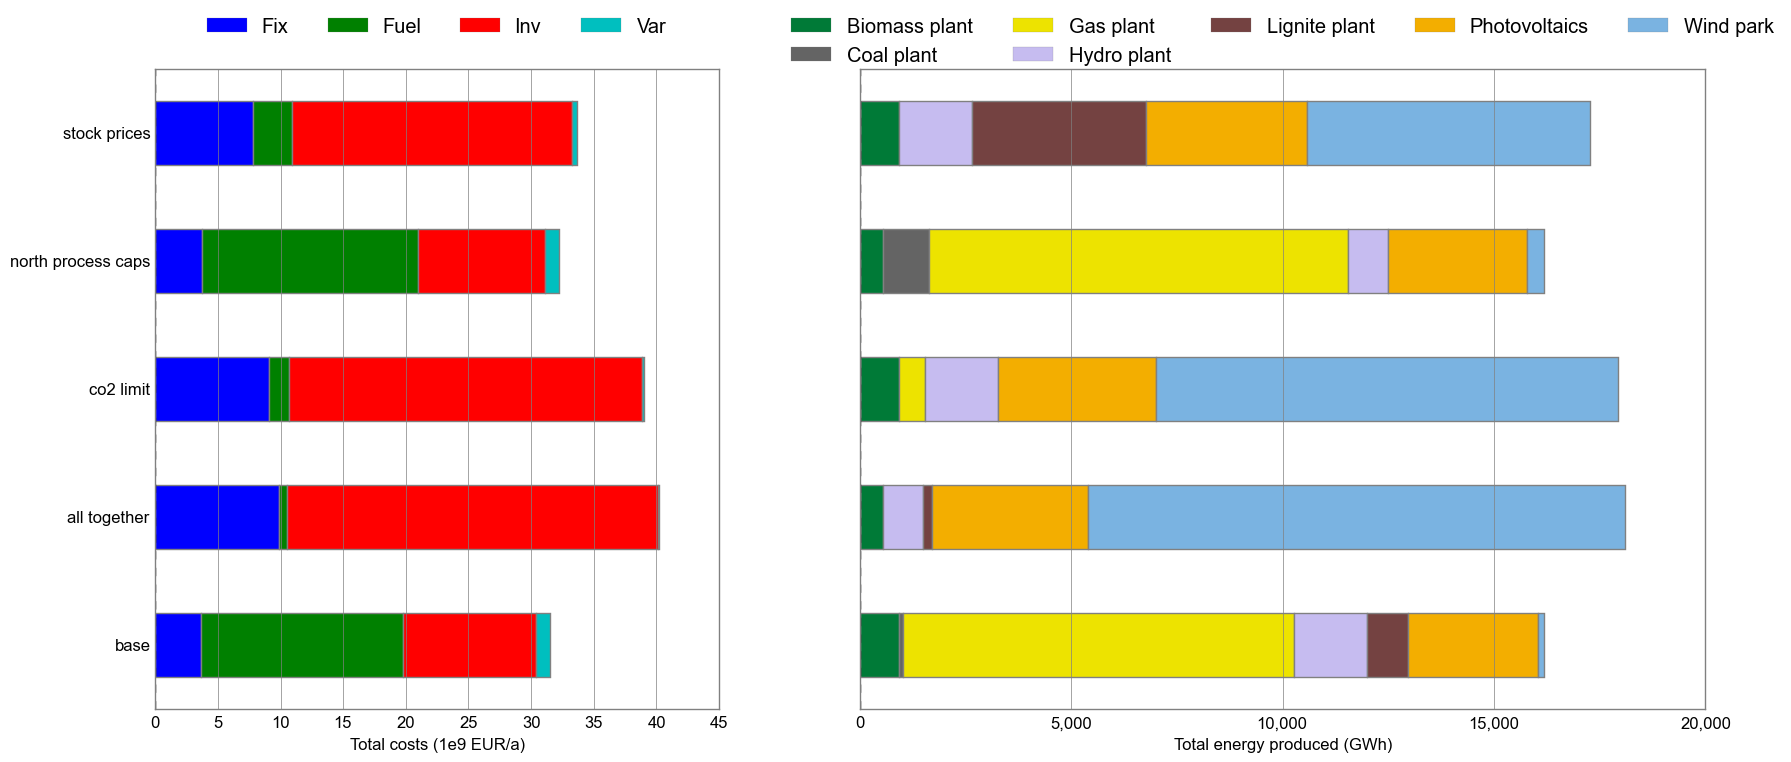 Fix Fuel Inv Var
Biomass plant Gas plant Lignite plant Photovoltaics Wind park
Coal plant Hydro plant
stock prices
north process caps
co2 limit
all together
base
0 5 10 15 20 25 30 35 40 45
Total costs (1e9 EUR/a)
0 5,000 10,000 15,000 20,000
Total energy produced (GWh)